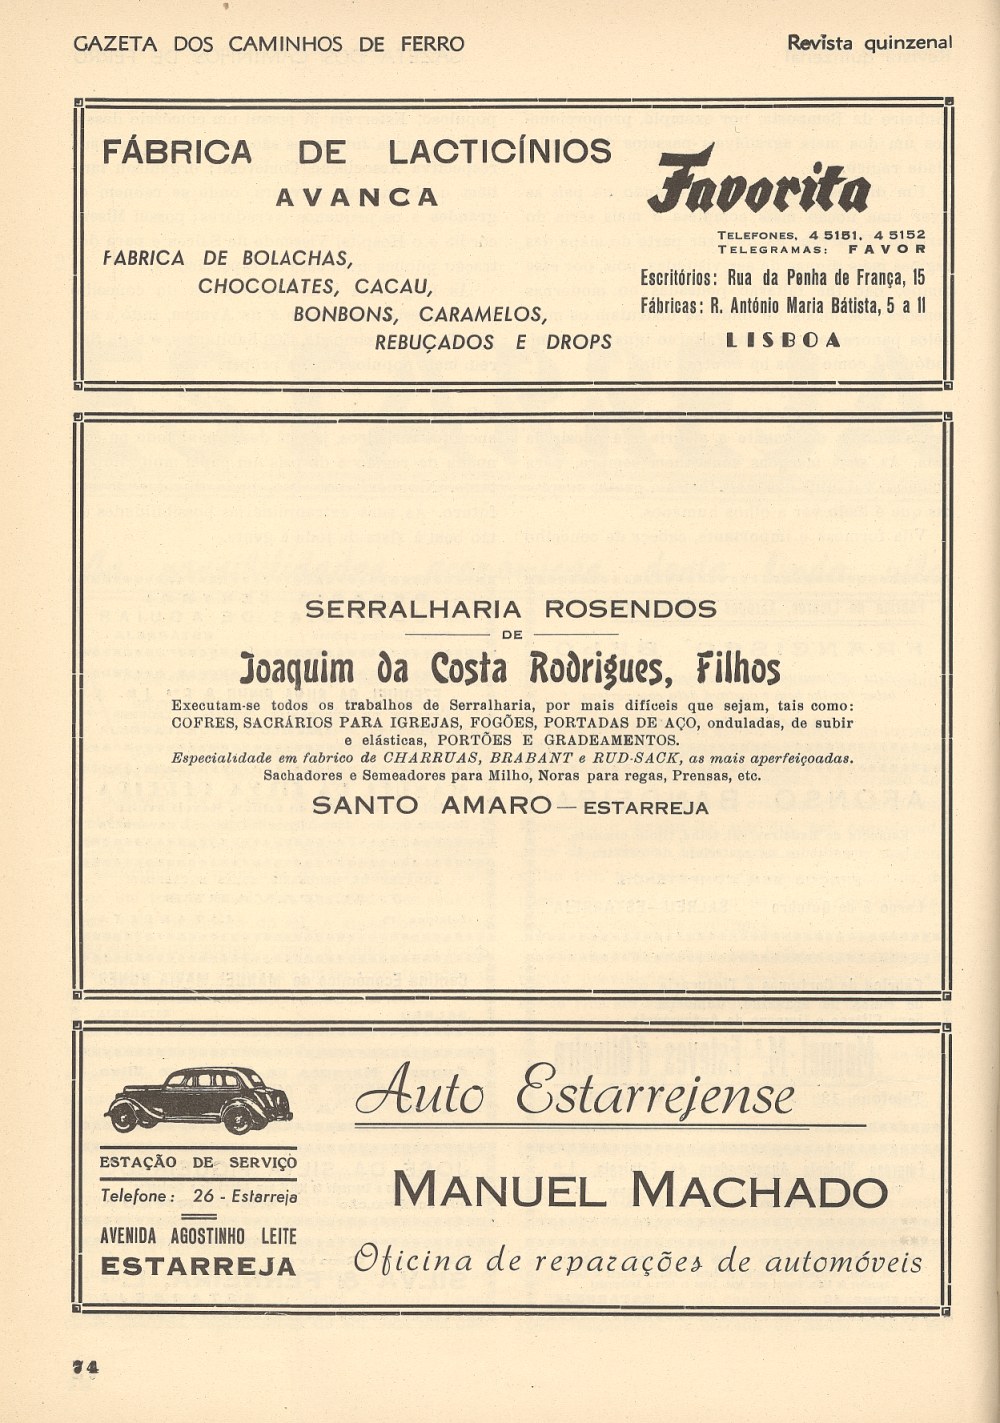 GAZETA DOS CAMINHOS DE FERRO
Revista quinzenal
FÁBRICA DE LACTICÍNIOS
AVANCA
FABRICA DE BOLACHAS,
CHOCOLATES, CACAU,
BONBONS, CARAMELOS,
REBUÇADOS E DROPS
Favorita
TELEFONES, 4 5151, 4 5152
TELEGRAMAS: FAVOR
Escritórios: Rua da Penha de França, 15
Fábricas: R. António Maria Bátista, 5 a 11
LISBOA
SERRALHARIA ROSENDOS
DE
Joaquim da Costa Rodrigues, Filhos
Executam-se todos os trabalhos de Serralharia, por mais difíceis que sejam, tais como:
COFRES, SACRÁRIOS PARA IGREJAS, FOGÕES, PORTADAS DE AÇO, onduladas, de subir
e elásticas, PORTÕES E GRADEAMENTOS.
Especialidade em fabrico de CHARRUAS, BRABANT e RUD-SACK, as mais aperfeiçoadas.
Sachadores e Semeadores para Milho, Noras para regas, Prensas, etc.
SANTO AMARO — ESTARREJA
ESTAÇÃO DE SERVIÇO
Telefone: 26 - Estarreja
AVENIDA AGOSTINHO LEITE
ESTARREJA
Auto Estarrejense
MANUEL MACHADO
Oficina de reparações de automóveis
74